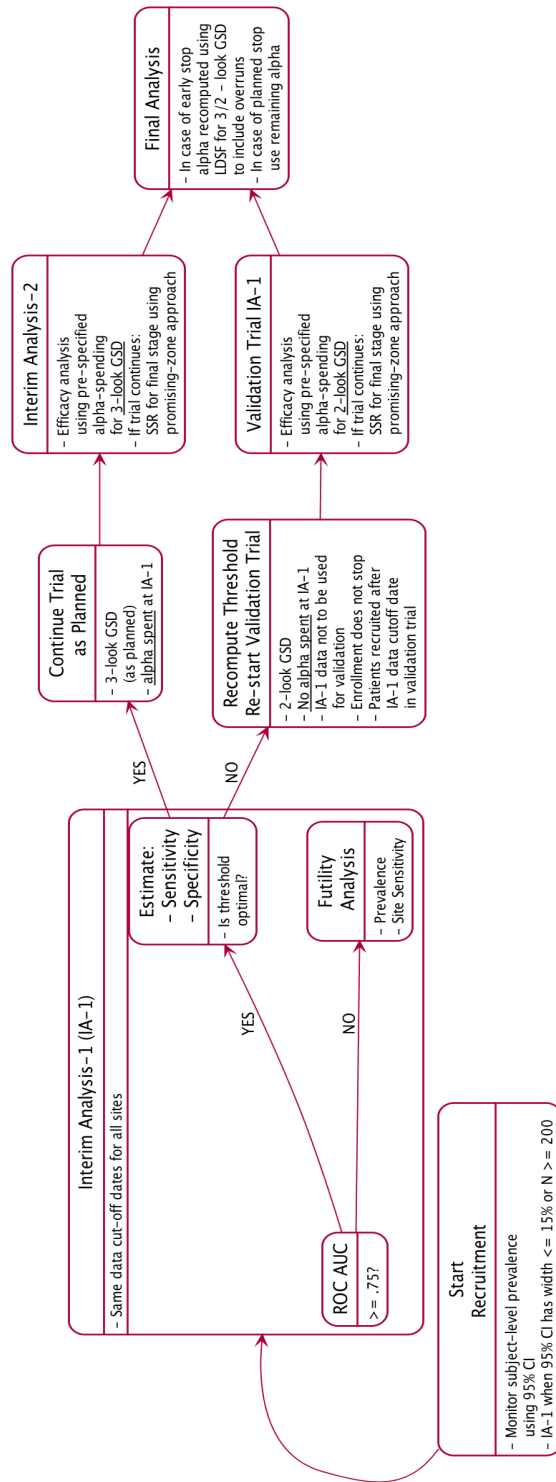 Start
Recruitment
- Monitor subject-level prevalence
using 95% CI
- IA-1 when 95% CI has width <= 15% or N >= 200
Interim Analysis-1 (IA-1)
- Same data cut-off dates for all sites
ROC AUC
>= .75?
YES
NO
Estimate:
- Sensitivity
- Specificity
- Is threshold
optimal?
Futility
Analysis
- Prevalence
- Site Sensitivity
YES
NO
Continue Trial
as Planned
- 3-look GSD
(as planned)
- alpha spent at IA-1
Recompute Threshold
Re-start Validation Trial
- 2-look GSD
- No alpha spent at IA-1
- IA-1 data not to be used
for validation
- Enrollment does not stop
- Patients recruited after
IA-1 data cutoff date
in validation trial
Interim Analysis-2
- Efficacy analysis
using pre-specified
alpha-spending
for 3-look GSD
- If trial continues:
SSR for final stage using
promising-zone approach
Validation Trial IA-1
- Efficacy analysis
using pre-specified
alpha-spending
for 2-look GSD
- If trial continues:
SSR for final stage using
promising-zone approach
Final Analysis
- In case of early stop
alpha recomputed using
LDSF for 3/2 - look GSD
to include overruns
- In case of planned stop
use remaining alpha